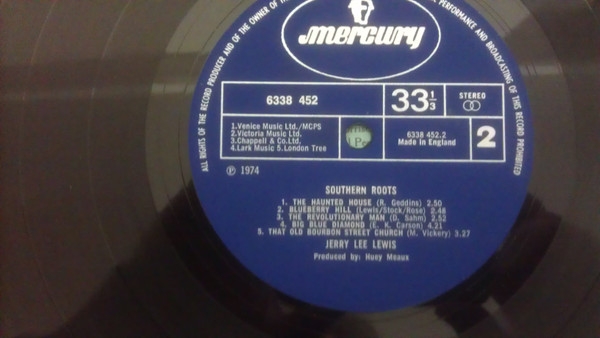 ALL RIGHTS OF THE RECORD PRODUCER AND OF THE OWNER OF
PERFORMANCE AND BROADCASTING OF THIS RECORD PROHIBITED
mercury
6338 452
33 1/3
STEREO
1.Venice Music Ltd./MCPS
2.Victoria Music Ltd.
3.Chappell & Co.Ltd.
4.Lark Music 5.London Tree
6338 452.2
Made in England
2
℗ 1974
SOUTHERN ROOTS
1. THE HAUNTED HOUSE (R. Geddins) 2.50
2. BLUEBERRY HILL (Lewis/Stock/Rose) 2.48
3. THE REVOLUTIONARY MAN (D. Sahm) 2.52
4. BIG BLUE DIAMOND (E. K. Carson) 4.21
5. THAT OLD BOURBON STREET CHURCH (M. Vickery) 3.27
JERRY LEE LEWIS
Produced by: Huey Meaux